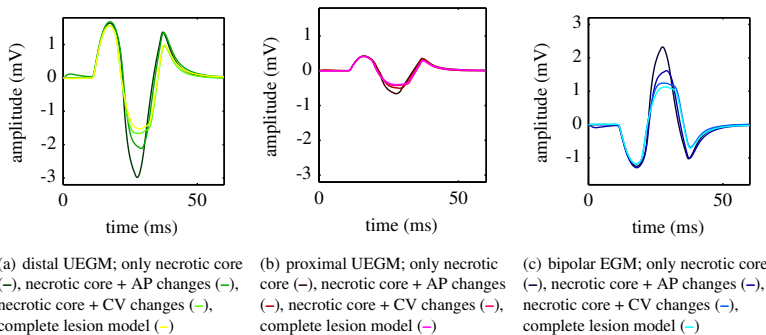 amplitude (mV)
1
0
-1
-2
-3
0
50
time (ms)
amplitude (mV)
1
0
-1
-2
-3
0
50
time (ms)
amplitude (mV)
2
1
0
-1
0
50
time (ms)
(a) distal UEGM; only necrotic core
(–), necrotic core + AP changes (–),
necrotic core + CV changes (–),
complete lesion model (–)
(b) proximal UEGM; only necrotic
core (–), necrotic core + AP changes
(–), necrotic core + CV changes (–),
complete lesion model (–)
(c) bipolar EGM; only necrotic core
(–), necrotic core + AP changes (–),
necrotic core + CV changes (–),
complete lesion model (–)